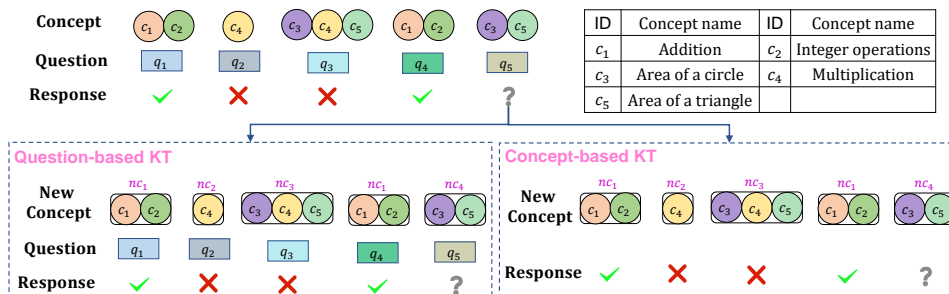 Concept c1 c2 c4 c3 c4 c5 c1 c2 c3 c5
Question q1 q2 q3 q4 q5
Response ?
ID Concept name ID Concept name
c1 Addition c2 Integer operations
c3 Area of a circle c4 Multiplication
c5 Area of a triangle
Question-based KT
nc1 nc2 nc3 nc1 nc4
New Concept c1 c2 c4 c3 c4 c5 c1 c2 c3 c5
Question q1 q2 q3 q4 q5
Response ?
Concept-based KT
nc1 nc2 nc3 nc1 nc4
New Concept c1 c2 c4 c3 c4 c5 c1 c2 c3 c5
Response ?